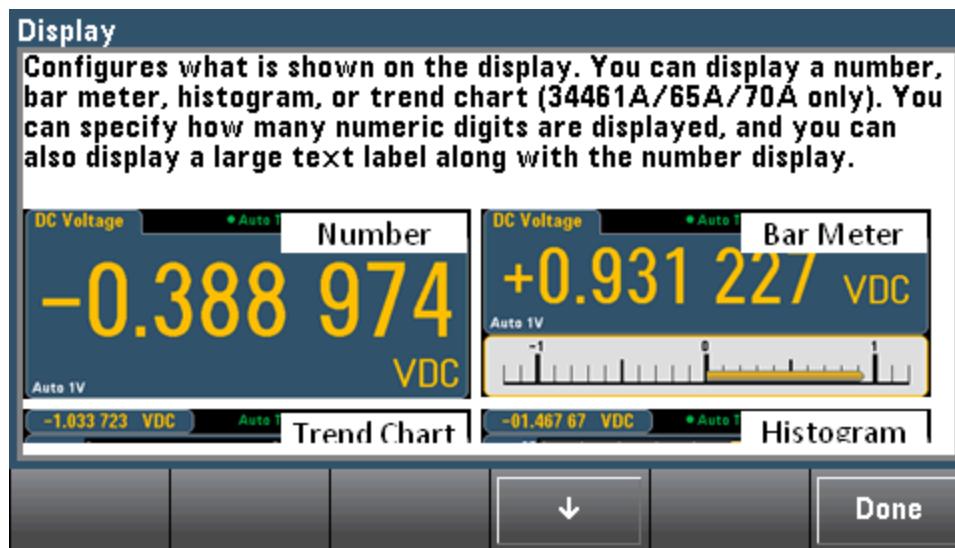 Display
Configures what is shown on the display. You can display a number,
bar meter, histogram, or trend chart (34461A/65A/70A only). You
can specify how many numeric digits are displayed, and you can
also display a large text label along with the number display.
DC Voltage
Auto
Number
-0.388 974
VDC
Auto 1V
DC Voltage
Auto
Bar Meter
+0.931 227 VDC
Auto 1V
-1 0 1
-1.033 723 VDC
Auto
Trend Chart
-01.467 67 VDC
Auto
Histogram
↓
Done